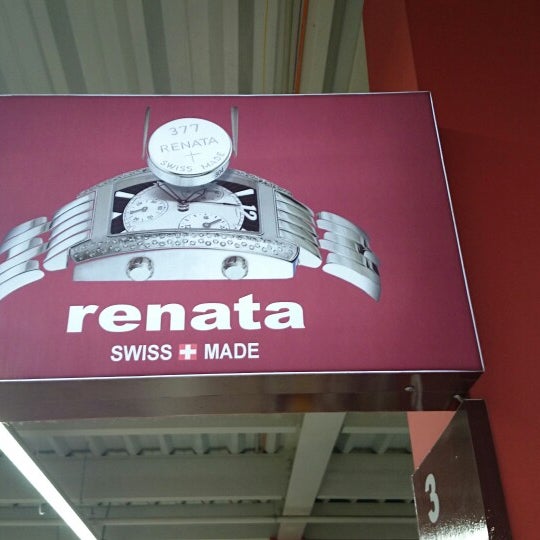 377
RENATA
+
SWISS MADE
12
renata
SWISS MADE
3